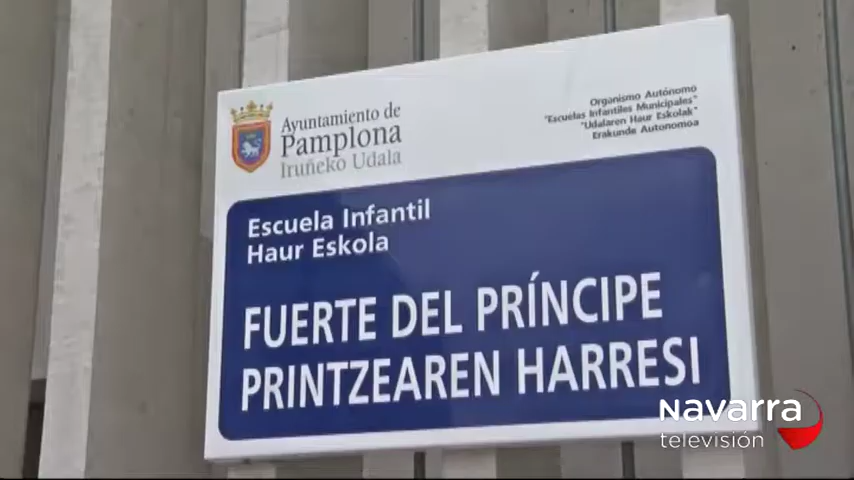 Ayuntamiento de
Pamplona
Iruñeko Udala
Organismo Autónomo
"Escuelas Infantiles Municipales"
"Udalaren Haur Eskolak"
Erakunde Autonomoa
Escuela Infantil
Haur Eskola
FUERTE DEL PRÍNCIPE
PRINTZEAREN HARRESI
Navarra
televisión